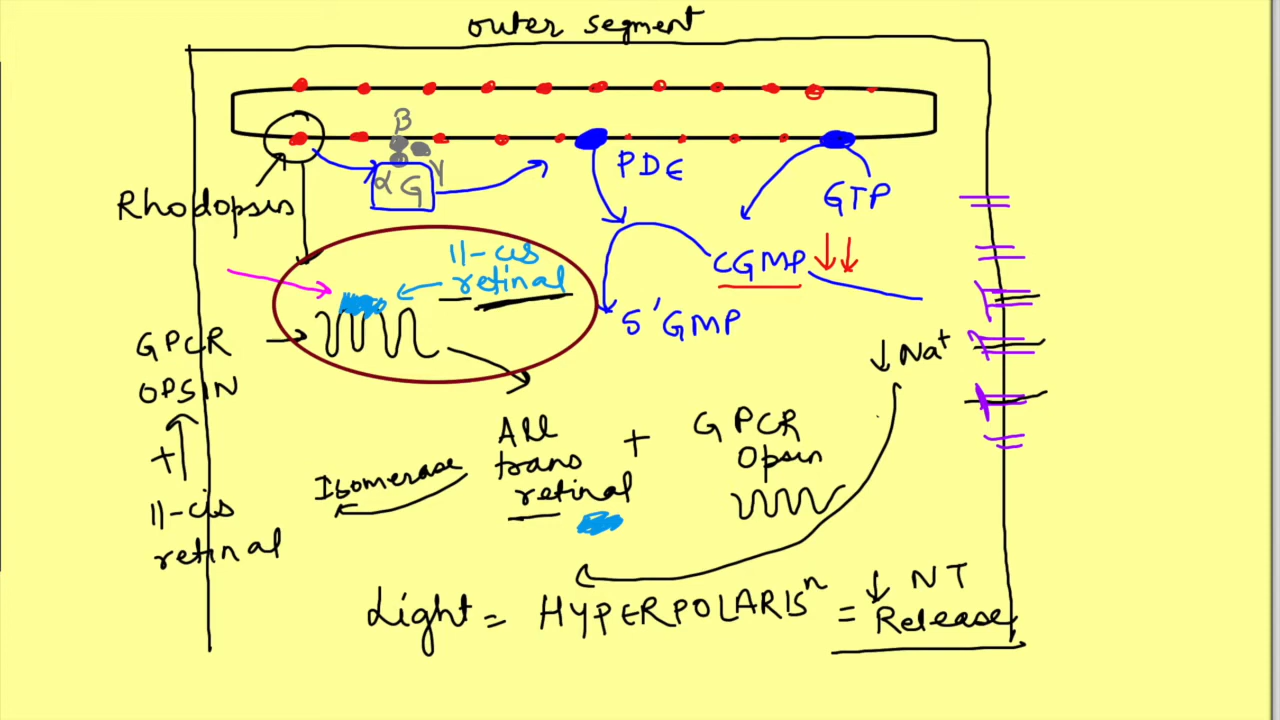 outer segment
β
α G γ
PDE
GTP
Rhodopsin
11-cis
retinal
CGMP ↓↓
5'GMP
GPCR
OPSIN
↓ Na+
All
trans
retinal
+
GPCR
Opsin
Isomerase
+
11-cis
retinal
Light = HYPERPOLARISn = ↓ NT
Release